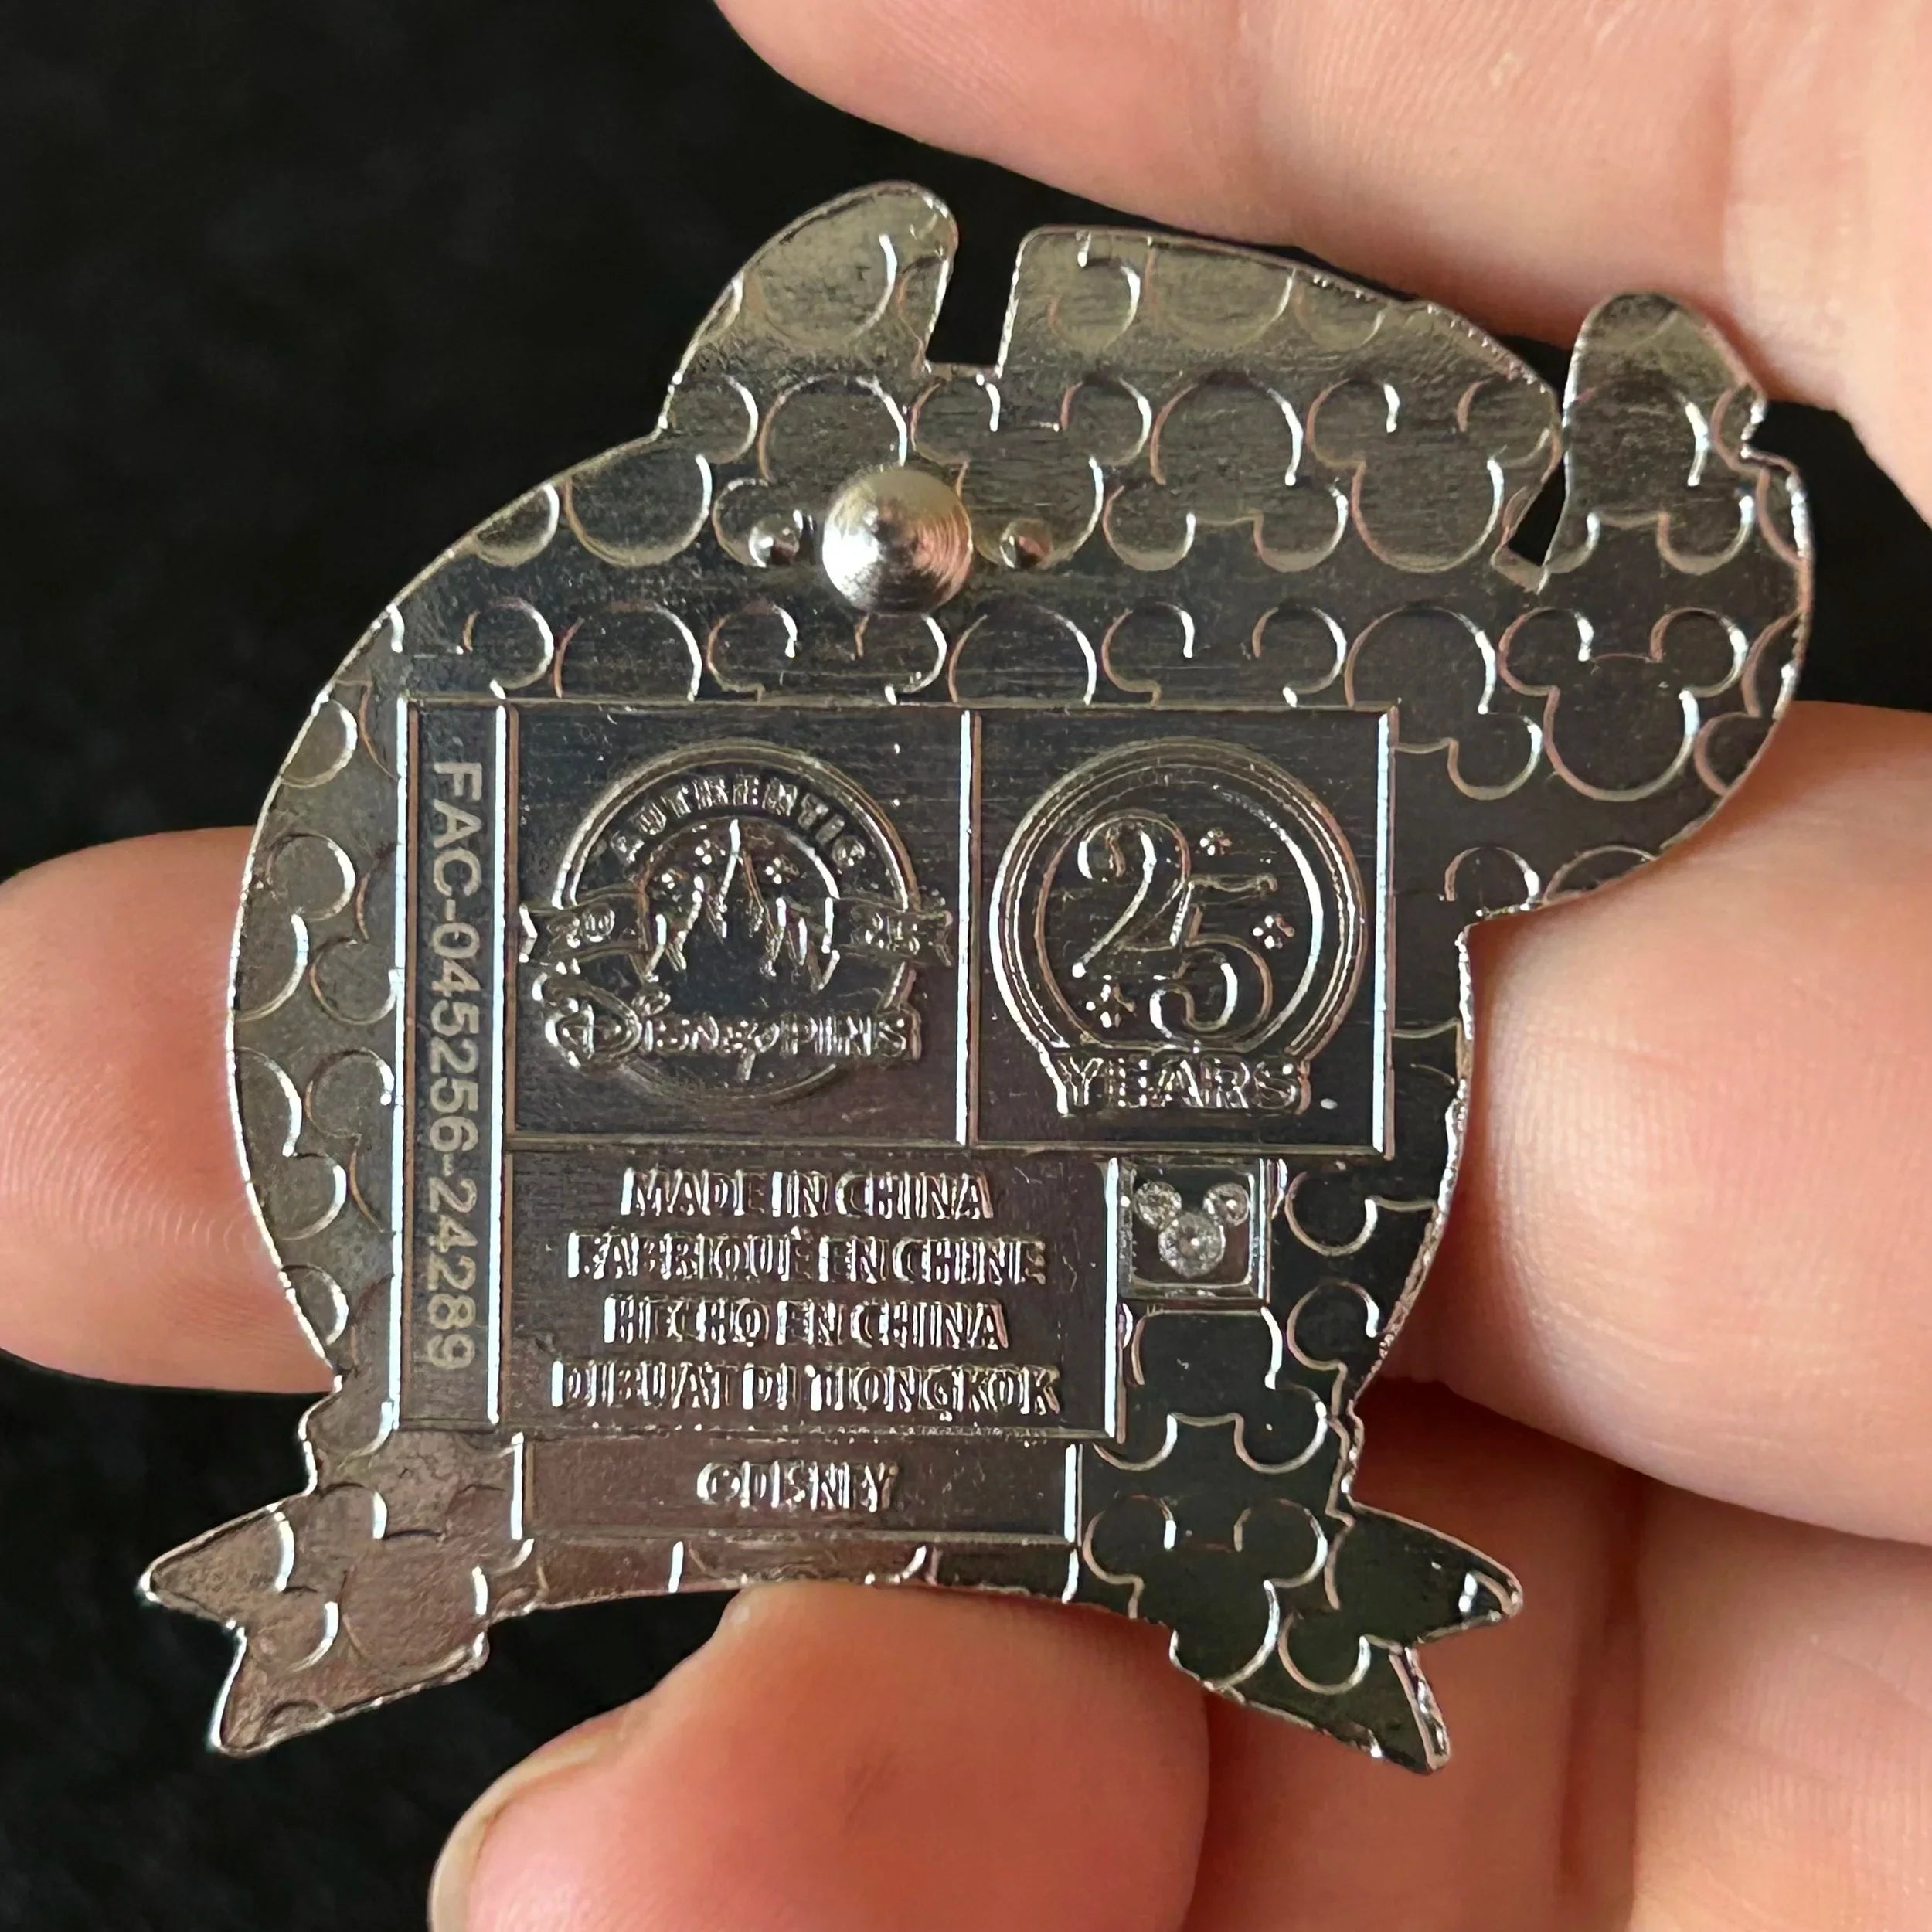 FAC-045256-24289
AUTHENTIC
20 25
Disney PINS
25
YEARS
MADE IN CHINA
FABRIQUÉ EN CHINE
HECHO EN CHINA
DIBUAT DI TIONGKOK
©DISNEY